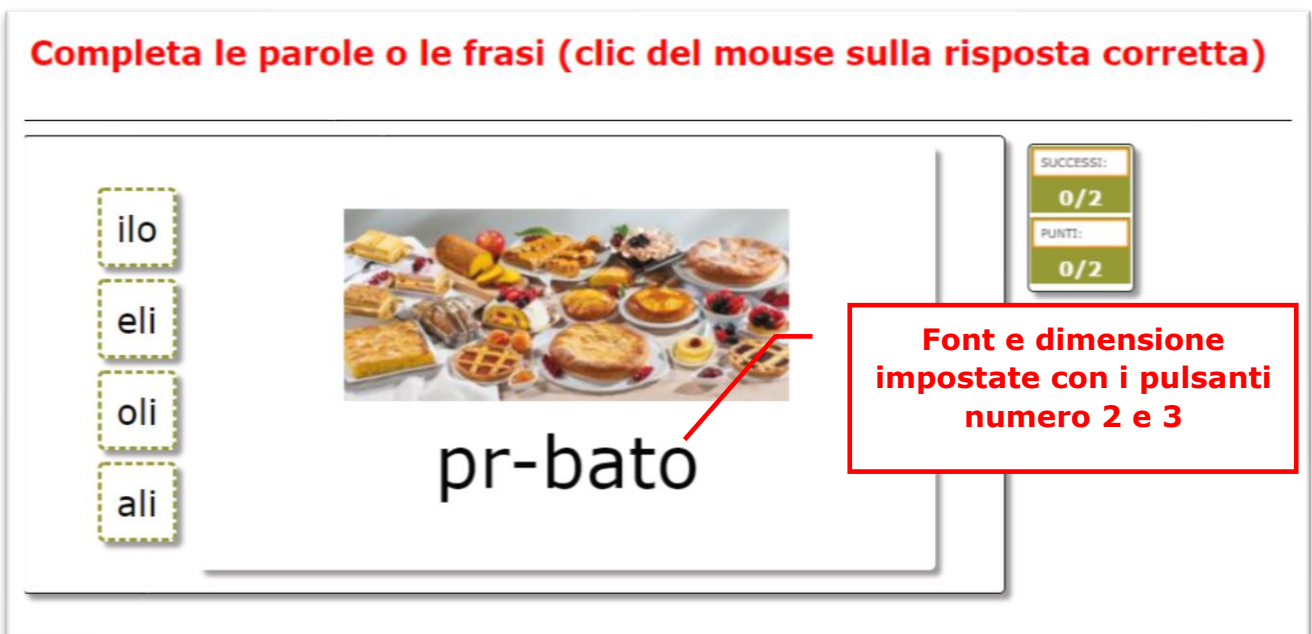 Completa le parole o le frasi (clic del mouse sulla risposta corretta)
ilo
eli
oli
ali
pr-bato
SUCCESSI:
0/2
PUNTI:
0/2
Font e dimensione
impostate con i pulsanti
numero 2 e 3